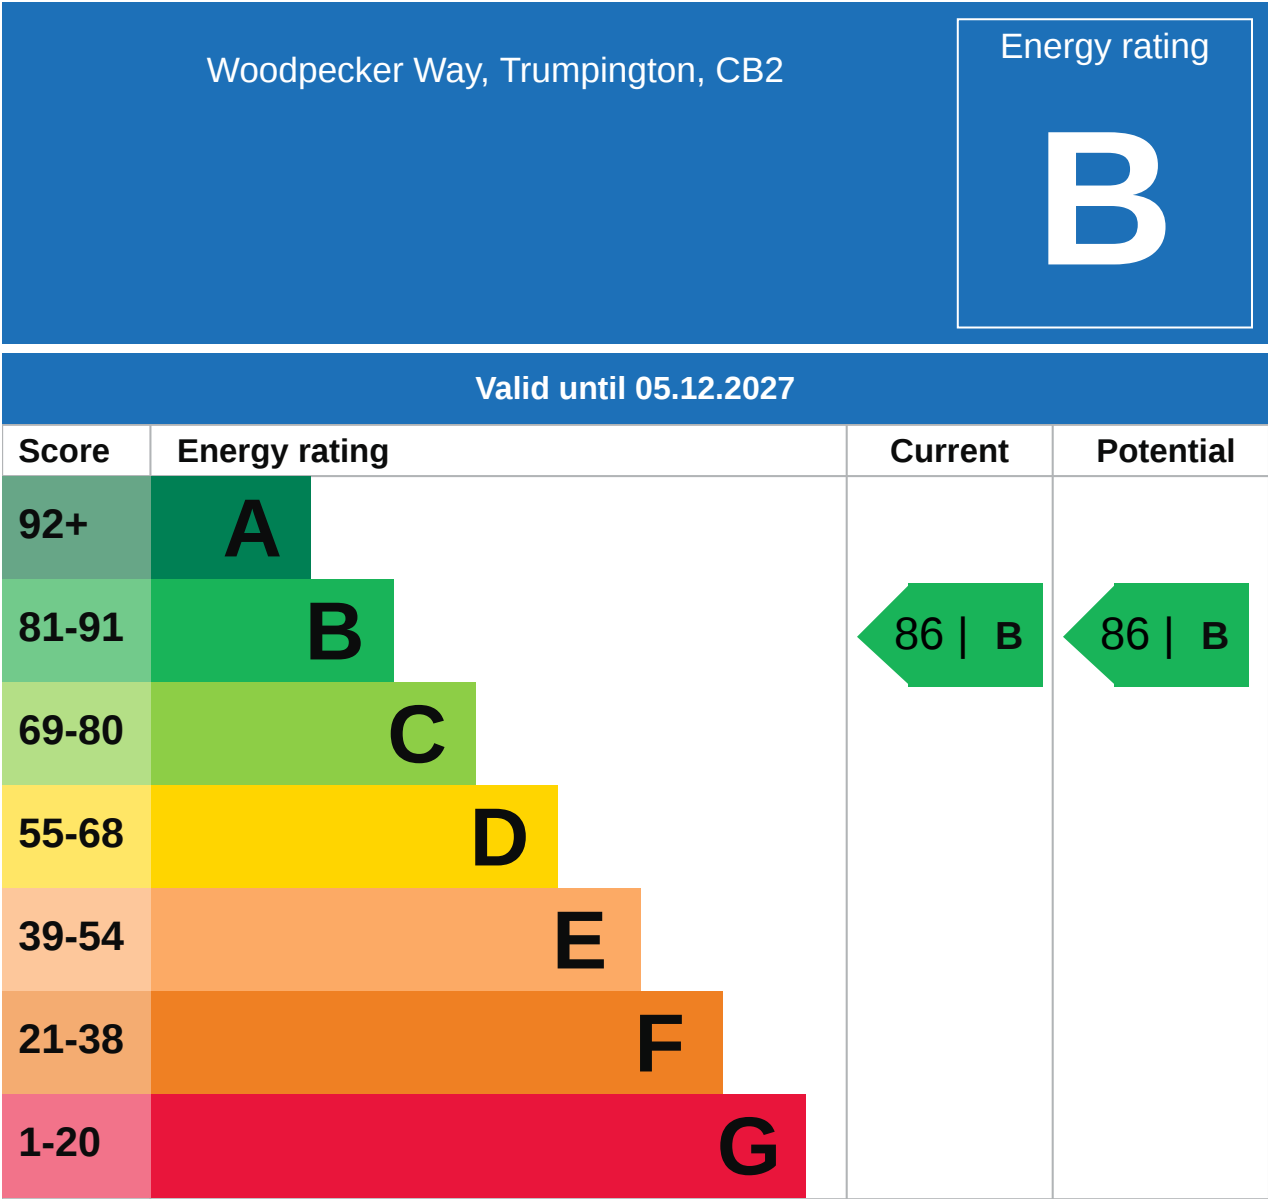 Woodpecker Way, Trumpington, CB2
Energy rating
B
Valid until 05.12.2027
Score Energy rating Current Potential
92+ A
81-91 B 86 | B 86 | B
69-80 C
55-68 D
39-54 E
21-38 F
1-20 G